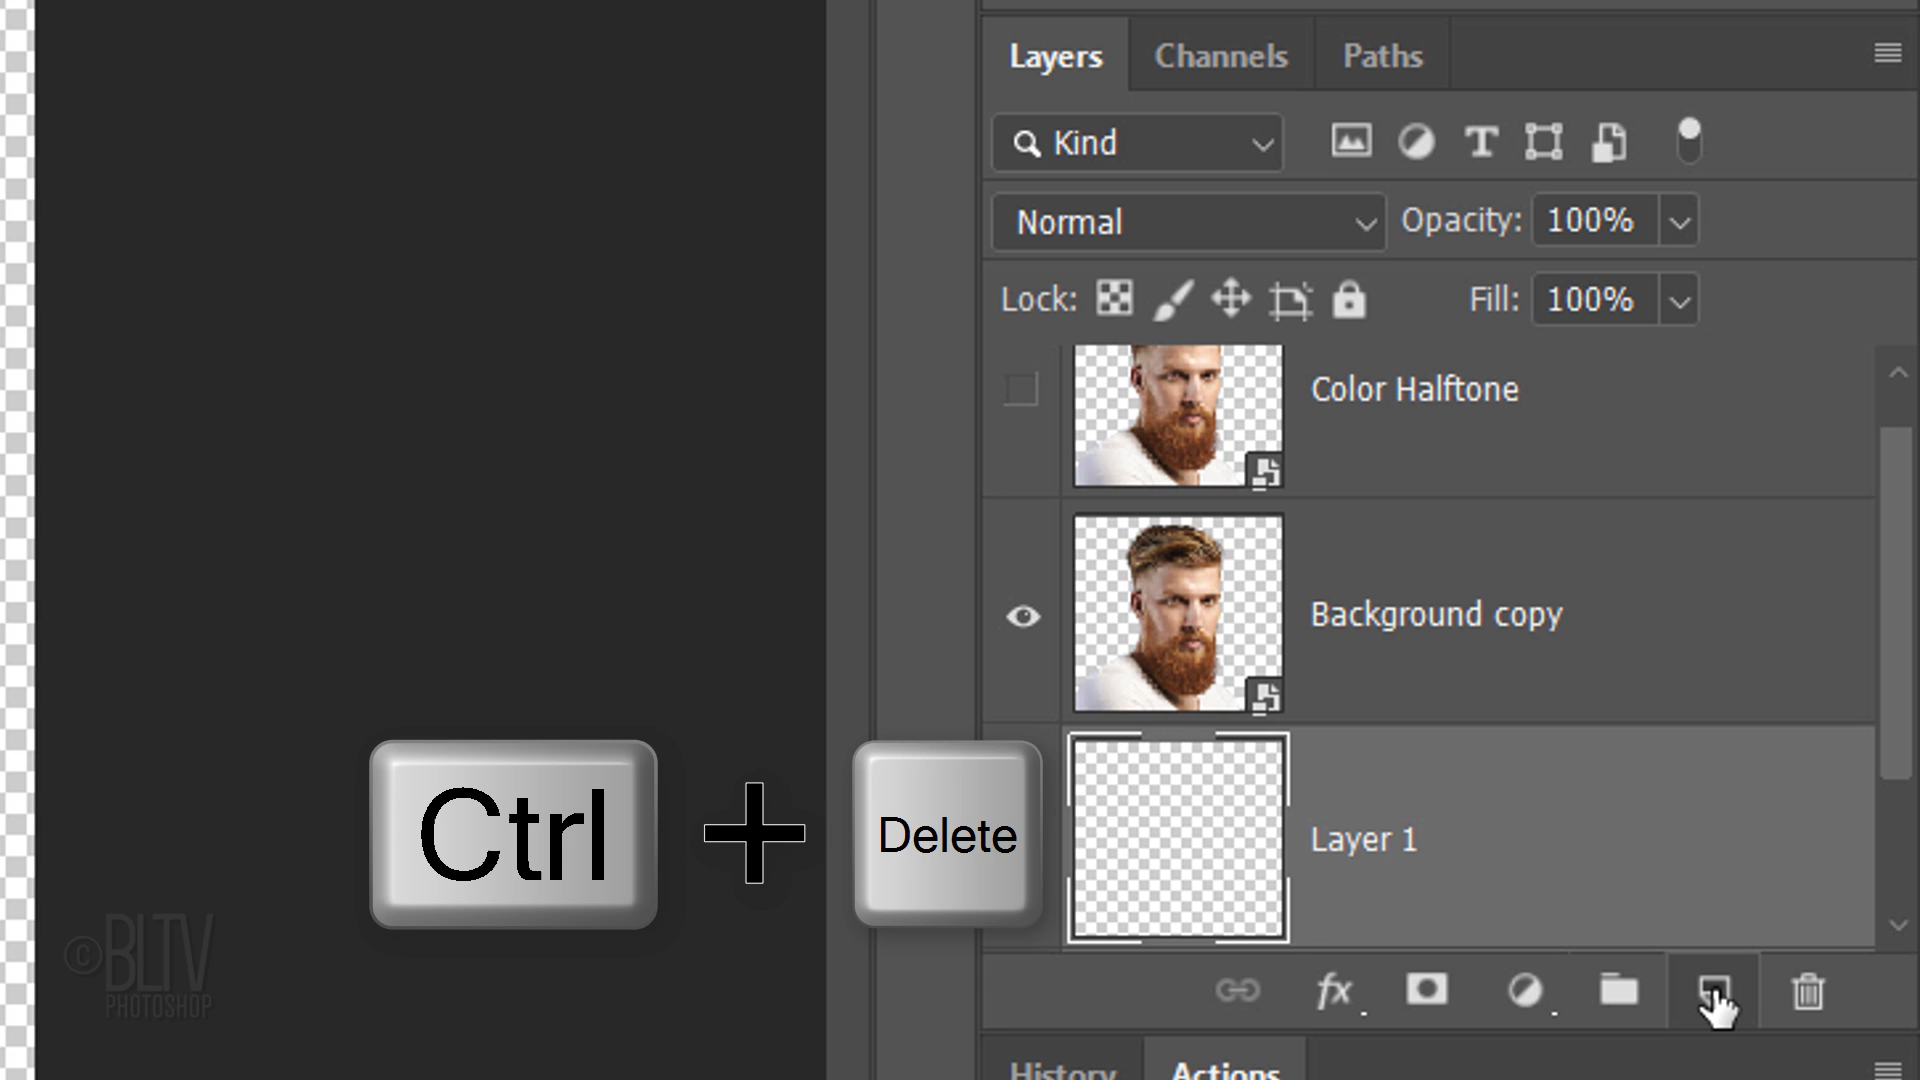 Layers Channels Paths
Kind
Normal Opacity: 100%
Lock: Fill: 100%
Color Halftone
Background copy
Layer 1
Ctrl + Delete
© BLTV
PHOTOSHOP
fx
History Actions